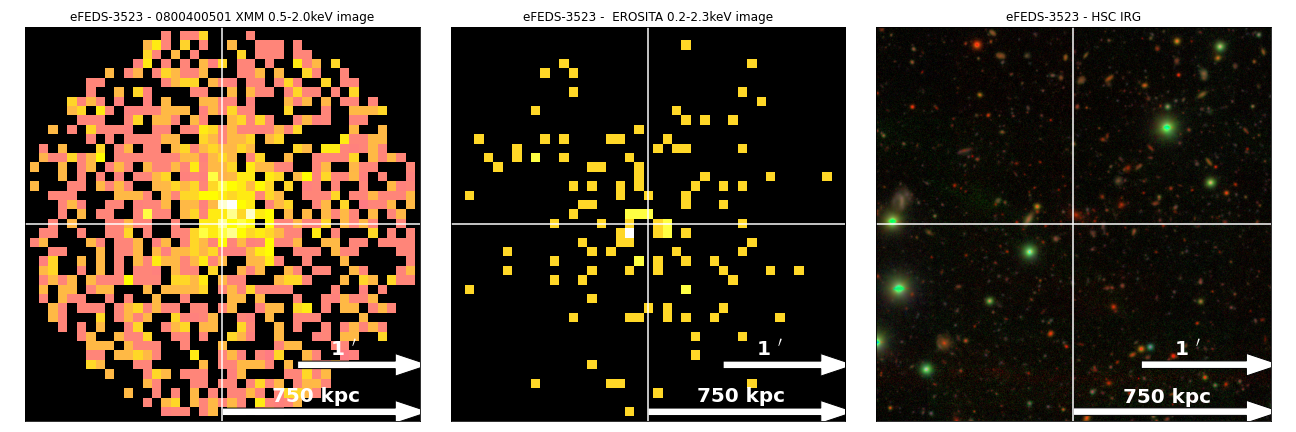 eFEDS-3523 - 0800400501 XMM 0.5-2.0keV image
eFEDS-3523 -  EROSITA 0.2-2.3keV image
eFEDS-3523 - HSC IRG
1 ′
750 kpc
1 ′
750 kpc
1 ′
750 kpc